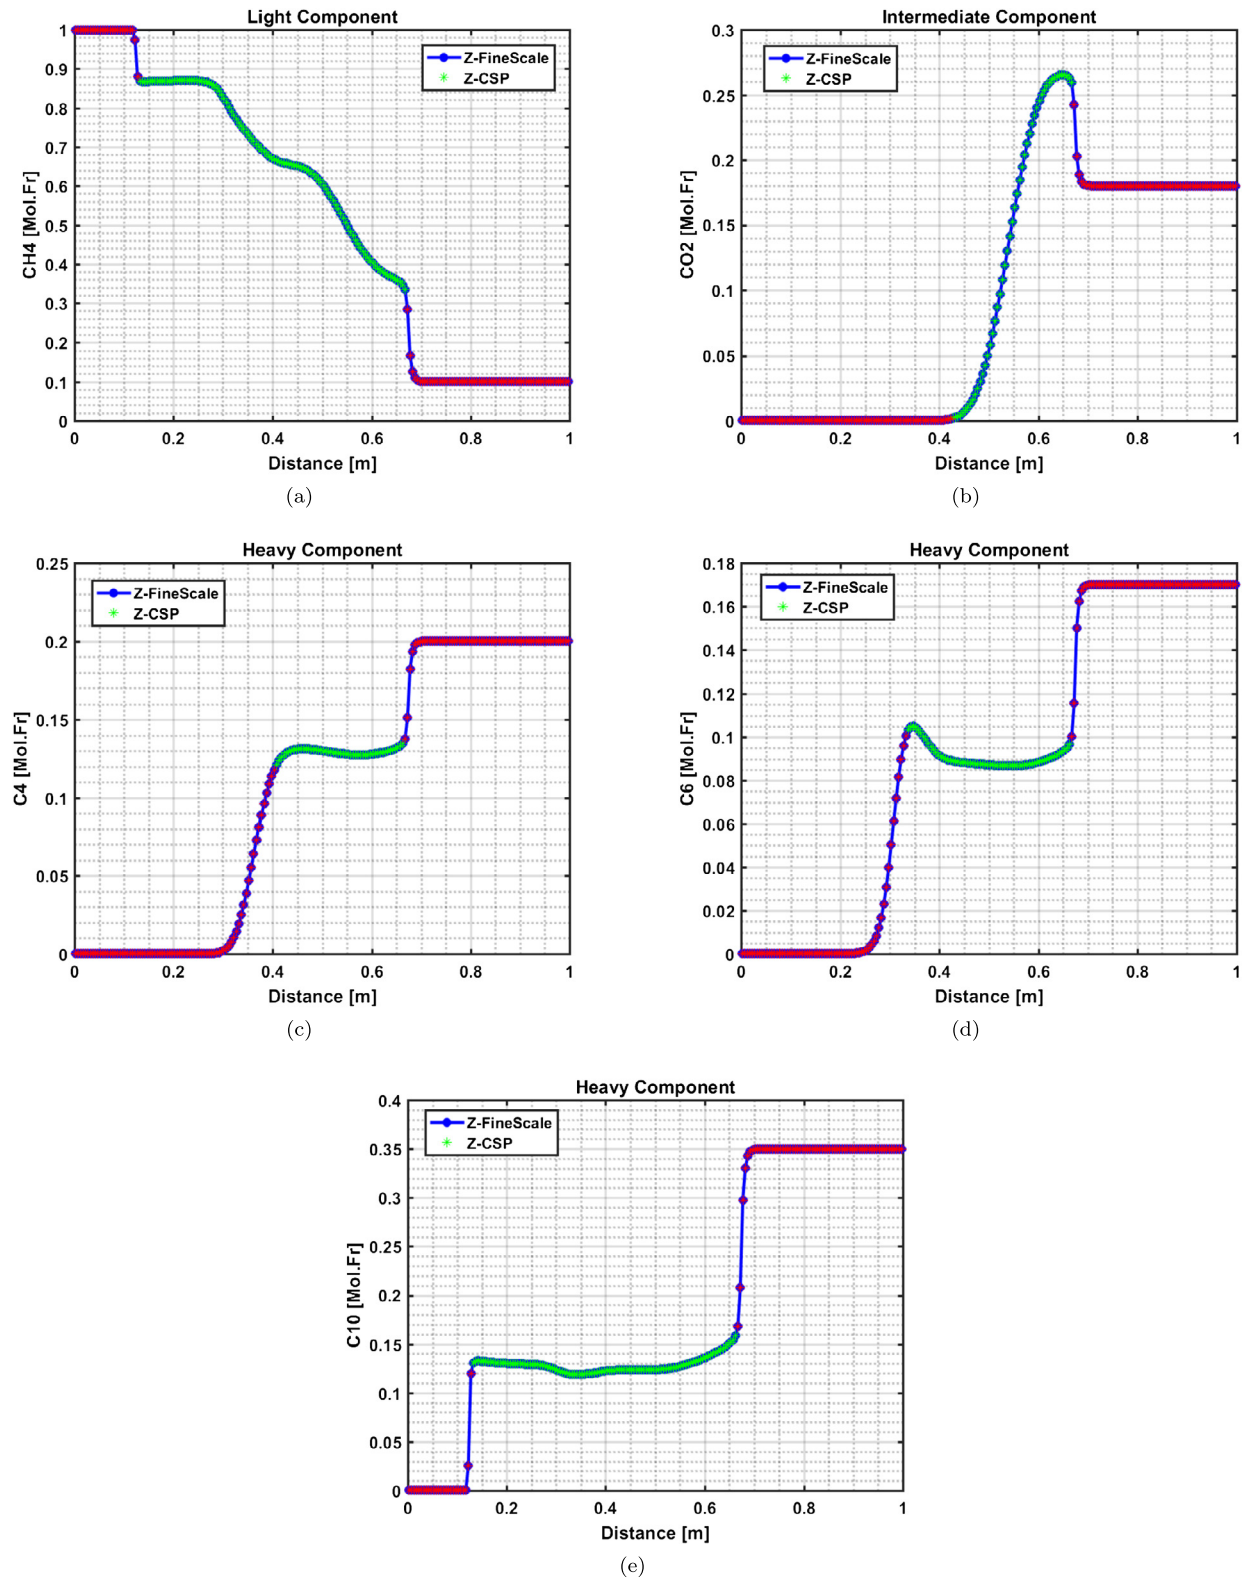 Light Component
1
0.9
0.8
0.7
0.6
0.5
0.4
0.3
0.2
0.1
0
CH4 [Mol.Fr]
Z-FineScale
Z-CSP
0 0.2 0.4 0.6 0.8 1
Distance [m]
(a)
Intermediate Component
0.3
0.25
0.2
0.15
0.1
0.05
0
CO2 [Mol.Fr]
Z-FineScale
Z-CSP
0 0.2 0.4 0.6 0.8 1
Distance [m]
(b)
Heavy Component
0.25
0.2
0.15
0.1
0.05
0
C4 [Mol.Fr]
Z-FineScale
Z-CSP
0 0.2 0.4 0.6 0.8 1
Distance [m]
(c)
Heavy Component
0.18
0.16
0.14
0.12
0.1
0.08
0.06
0.04
0.02
0
C6 [Mol.Fr]
Z-FineScale
Z-CSP
0 0.2 0.4 0.6 0.8 1
Distance [m]
(d)
Heavy Component
0.4
0.35
0.3
0.25
0.2
0.15
0.1
0.05
0
C10 [Mol.Fr]
Z-FineScale
Z-CSP
0 0.2 0.4 0.6 0.8 1
Distance [m]
(e)